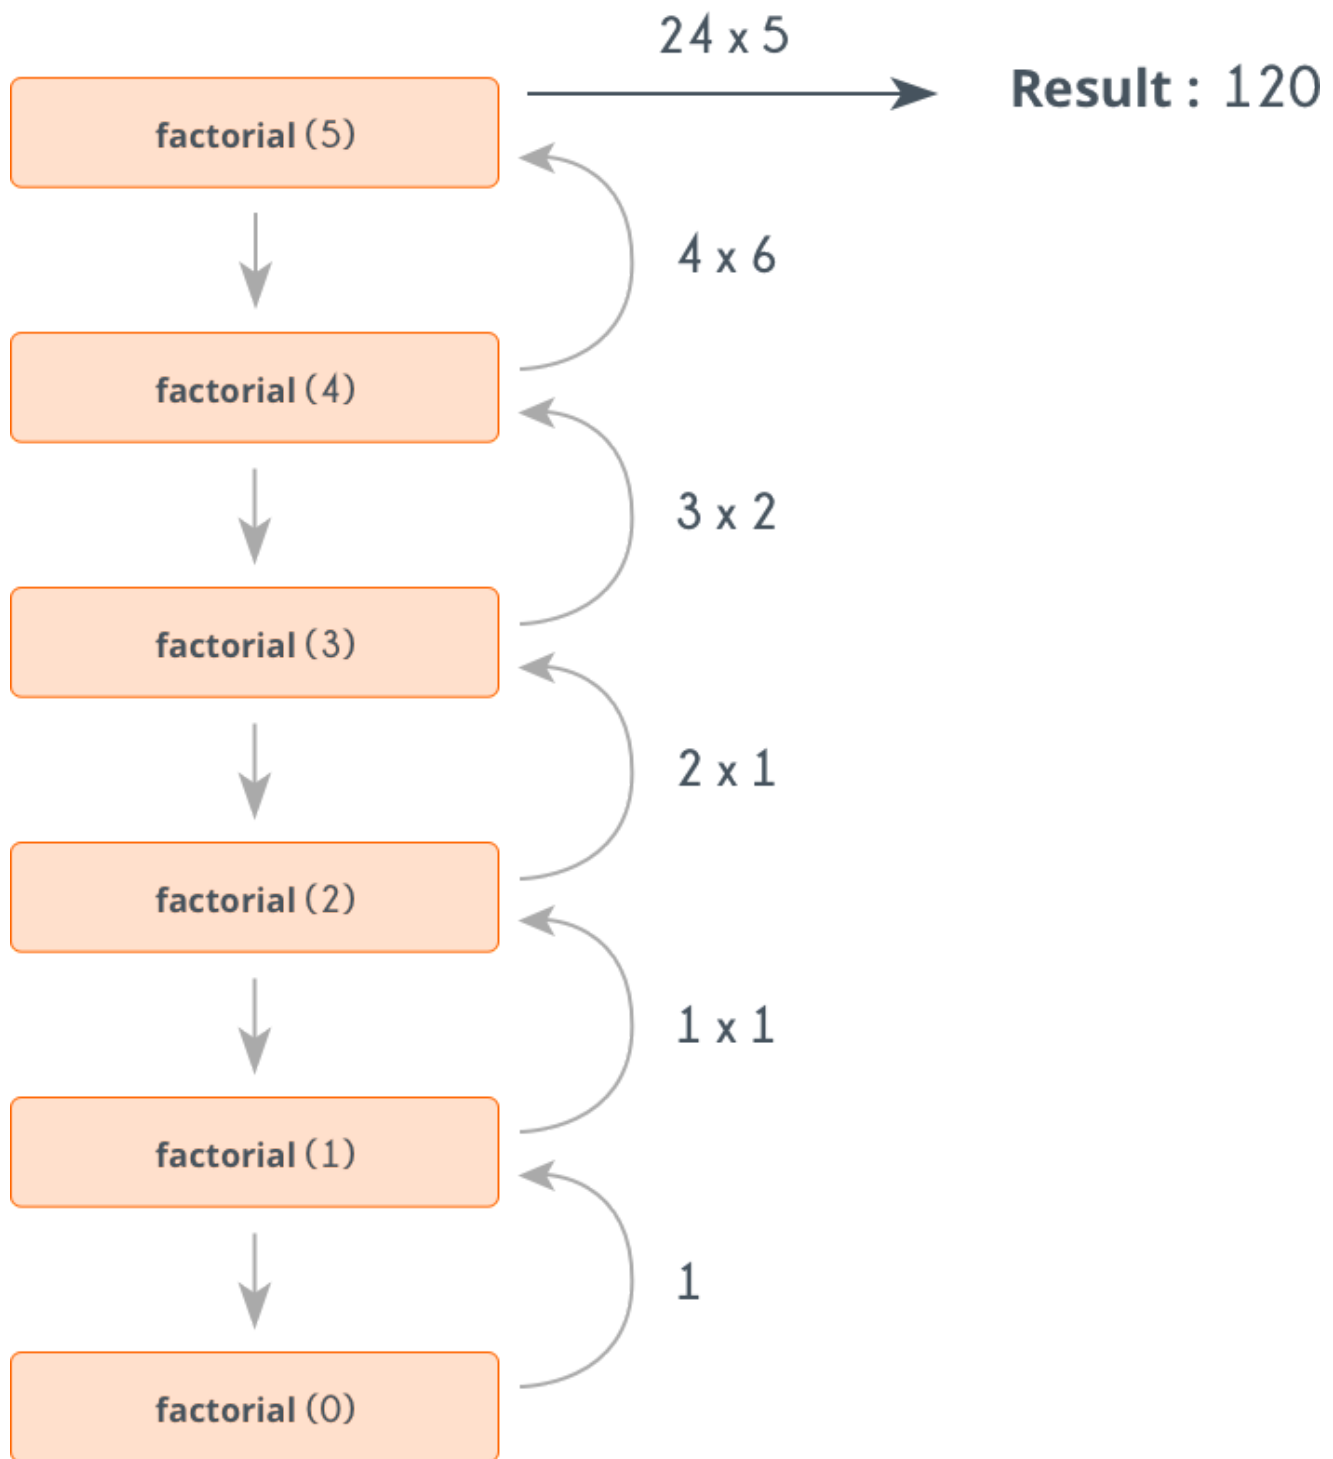 24 x 5
Result : 120
factorial (5)
4 x 6
factorial (4)
3 x 2
factorial (3)
2 x 1
factorial (2)
1 x 1
factorial (1)
1
factorial (0)